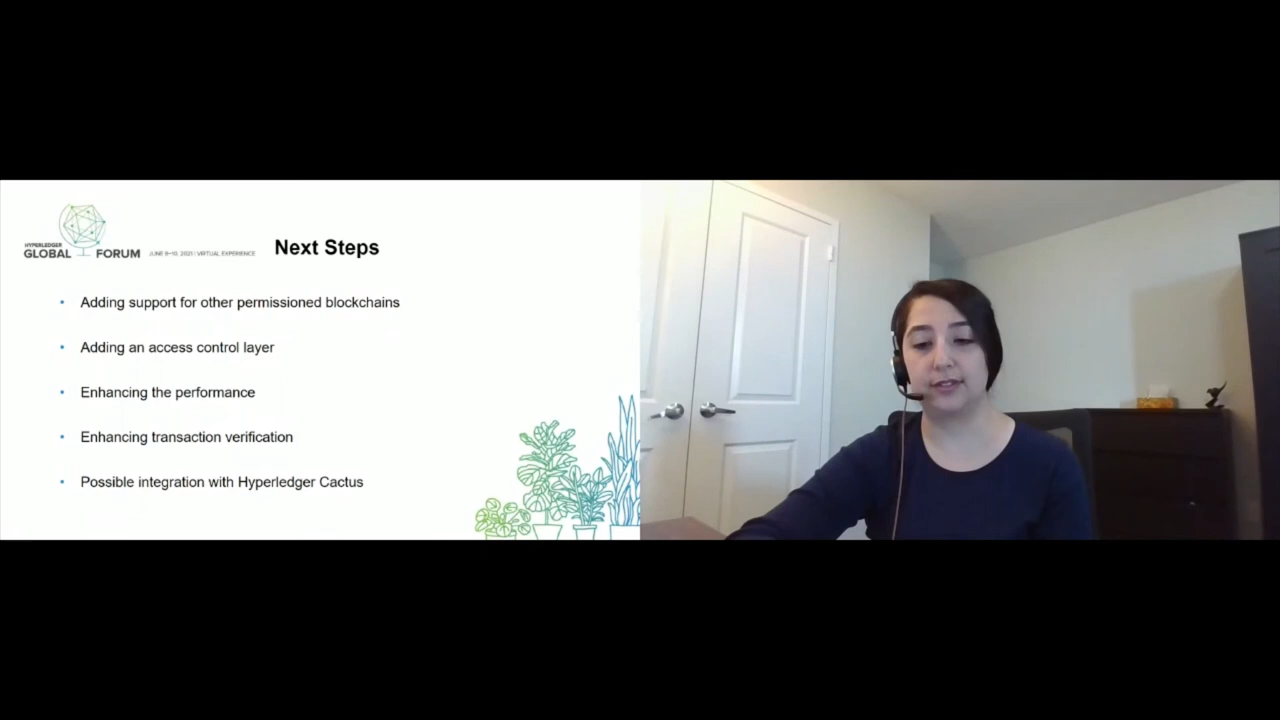 HYPERLEDGER
GLOBAL FORUM JUNE 8–10, 2021 | VIRTUAL EXPERIENCE
Next Steps
• Adding support for other permissioned blockchains
• Adding an access control layer
• Enhancing the performance
• Enhancing transaction verification
• Possible integration with Hyperledger Cactus